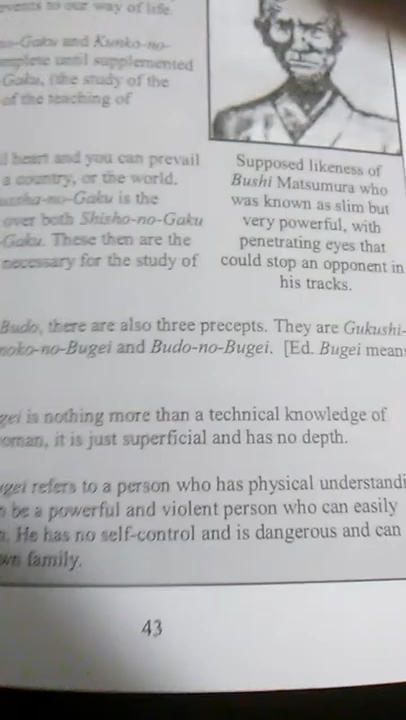 events to our way of life.
no-Gaku and Kunko-no-
mplete until supplemented
Gaku, (the study of the
of the teaching of
l heart and you can prevail
a country, or the world.
usha-no-Gaku is the
over both Shisho-no-Gaku
Gaku. These then are the
necessary for the study of
Supposed likeness of
Bushi Matsumura who
was known as slim but
very powerful, with
penetrating eyes that
could stop an opponent in
his tracks.
Budo, there are also three precepts. They are Gukushi-
moko-no-Bugei and Budo-no-Bugei. [Ed. Bugei means
gei is nothing more than a technical knowledge of
oman, it is just superficial and has no depth.
ugei refers to a person who has physical understandi
n be a powerful and violent person who can easily
He has no self-control and is dangerous and can
wn family.
43